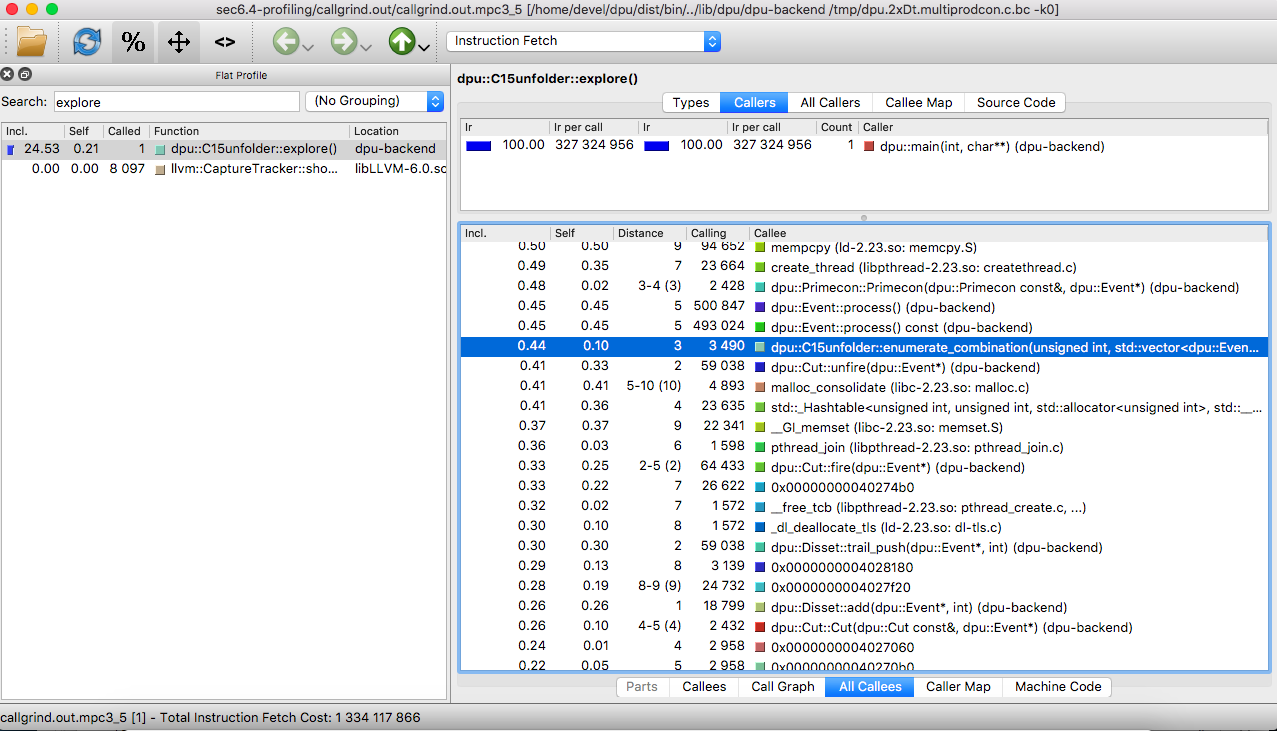 sec6.4-profiling/callgrind.out/callgrind.out.mpc3_5 [/home/devel/dpu/dist/bin/../lib/dpu/dpu-backend /tmp/dpu.2xDt.multiprodcon.c.bc -k0]
% <> Instruction Fetch
Flat Profile
Search: explore (No Grouping)
Incl. Self Called Function Location
24.53 0.21 1 dpu::C15unfolder::explore() dpu-backend
0.00 0.00 8 097 llvm::CaptureTracker::sho... libLLVM-6.0.sc
dpu::C15unfolder::explore()
Types Callers All Callers Callee Map Source Code
Ir Ir per call Ir Ir per call Count Caller
100.00 327 324 956 100.00 327 324 956 1 dpu::main(int, char**) (dpu-backend)
Incl. Self Distance Calling Callee
0.50 0.50 9 94 652 mempcpy (ld-2.23.so: memcpy.S)
0.49 0.35 7 23 664 create_thread (libpthread-2.23.so: createthread.c)
0.48 0.02 3-4 (3) 2 428 dpu::Primecon::Primecon(dpu::Primecon const&, dpu::Event*) (dpu-backend)
0.45 0.45 5 500 847 dpu::Event::process() (dpu-backend)
0.45 0.45 5 493 024 dpu::Event::process() const (dpu-backend)
0.44 0.10 3 3 490 dpu::C15unfolder::enumerate_combination(unsigned int, std::vector<dpu::Even...
0.41 0.33 2 59 038 dpu::Cut::unfire(dpu::Event*) (dpu-backend)
0.41 0.41 5-10 (10) 4 893 malloc_consolidate (libc-2.23.so: malloc.c)
0.41 0.36 4 23 635 std::_Hashtable<unsigned int, unsigned int, std::allocator<unsigned int>, std::__...
0.37 0.37 9 22 341 __GI_memset (libc-2.23.so: memset.S)
0.36 0.03 6 1 598 pthread_join (libpthread-2.23.so: pthread_join.c)
0.33 0.25 2-5 (2) 64 433 dpu::Cut::fire(dpu::Event*) (dpu-backend)
0.33 0.22 7 26 622 0x00000000040274b0
0.32 0.02 7 1 572 __free_tcb (libpthread-2.23.so: pthread_create.c, ...)
0.30 0.10 8 1 572 _dl_deallocate_tls (ld-2.23.so: dl-tls.c)
0.30 0.30 2 59 038 dpu::Disset::trail_push(dpu::Event*, int) (dpu-backend)
0.29 0.13 8 3 139 0x0000000004028180
0.28 0.19 8-9 (9) 24 732 0x0000000004027f20
0.26 0.26 1 18 799 dpu::Disset::add(dpu::Event*, int) (dpu-backend)
0.26 0.10 4-5 (4) 2 432 dpu::Cut::Cut(dpu::Cut const&, dpu::Event*) (dpu-backend)
0.24 0.01 4 2 958 0x0000000004027060
0.22 0.05 5 2 958 0x00000000040270b0
Parts Callees Call Graph All Callees Caller Map Machine Code
callgrind.out.mpc3_5 [1] - Total Instruction Fetch Cost: 1 334 117 866